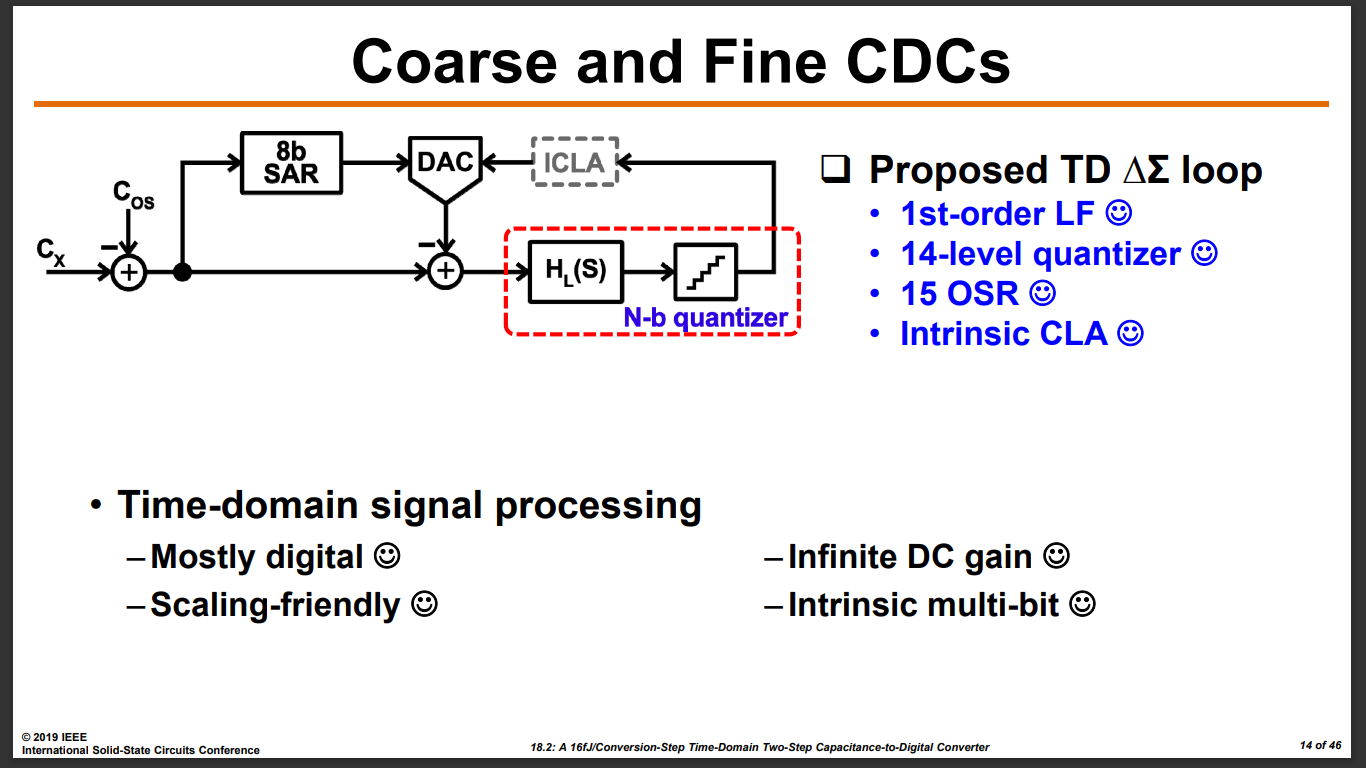 Coarse and Fine CDCs
8b
SAR
DAC
ICLA
C_OS
–
–
C_X
+
+
H_L(S)
N-b quantizer
❑ Proposed TD ΔΣ loop
• 1st-order LF ☺
• 14-level quantizer ☺
• 15 OSR ☺
• Intrinsic CLA ☺
• Time-domain signal processing
– Mostly digital ☺
– Scaling-friendly ☺
– Infinite DC gain ☺
– Intrinsic multi-bit ☺
© 2019 IEEE
International Solid-State Circuits Conference
18.2: A 16fJ/Conversion-Step Time-Domain Two-Step Capacitance-to-Digital Converter
14 of 46